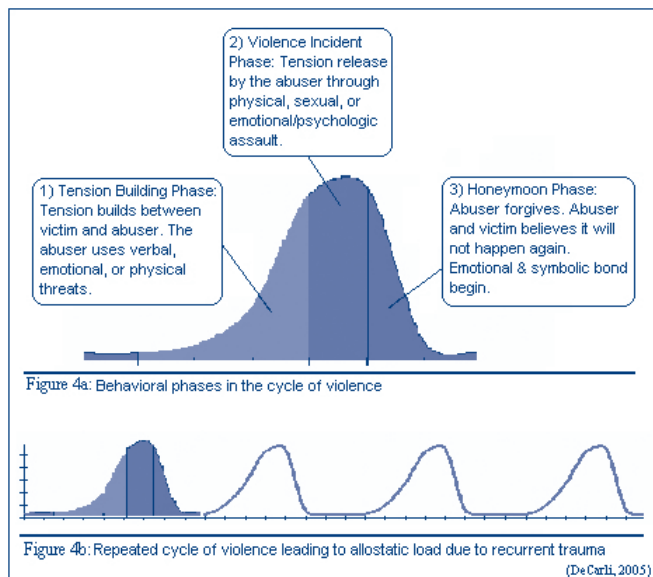 2) Violence Incident
Phase: Tension release
by the abuser through
physical, sexual, or
emotional/psychologic
assault.
1) Tension Building Phase:
Tension builds between
victim and abuser. The
abuser uses verbal,
emotional, or physical
threats.
3) Honeymoon Phase:
Abuser forgives. Abuser
and victim believes it will
not happen again.
Emotional & symbolic bond
begin.
Figure 4a: Behavioral phases in the cycle of violence
Figure 4b: Repeated cycle of violence leading to allostatic load due to recurrent trauma
(DeCarli, 2005)